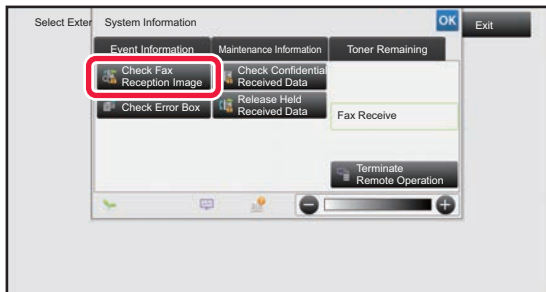 Select Exter
System Information
OK
Exit
Event Information
Maintenance Information
Toner Remaining
Check Fax
Reception Image
Check Confidential
Received Data
Check Error Box
Release Held
Received Data
Fax Receive
Terminate
Remote Operation